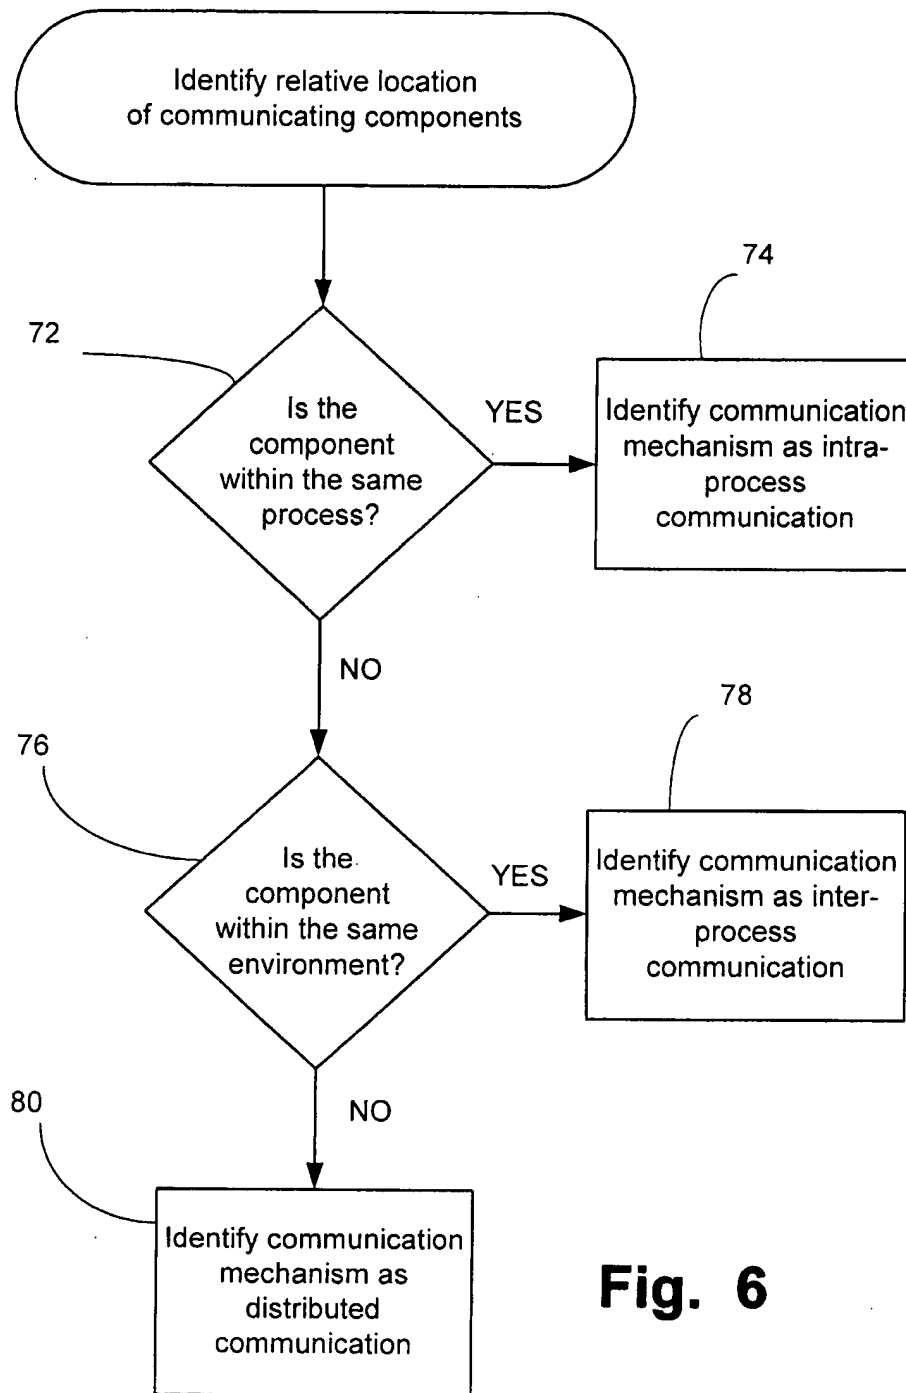 Identify relative location
of communicating components
74
72
Is the
component
within the same
process?
YES
Identify communication
mechanism as intra-
process
communication
NO
78
76
Is the
component
within the same
environment?
YES
Identify communication
mechanism as inter-
process
communication
NO
80
Identify communication
mechanism as
distributed
communication
Fig. 6